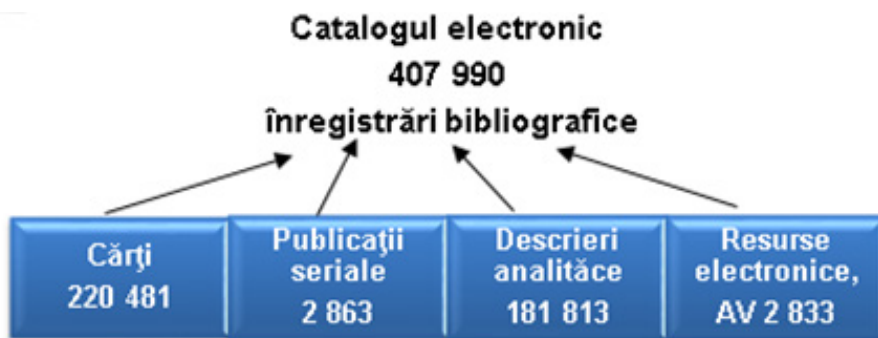 Catalogul electronic
407 990
înregistrări bibliografice
Cărţi
220 481
Publicaţii
seriale
2 863
Descrieri
analităce
181 813
Resurse
electronice,
AV 2 833